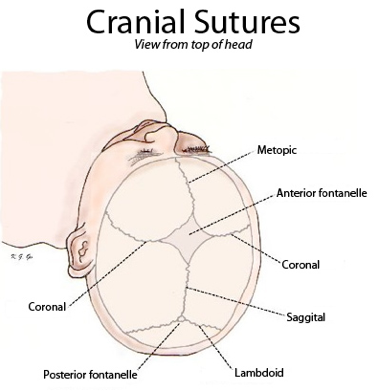 Cranial Sutures
View from top of head
Metopic
Anterior fontanelle
Coronal
Coronal
Saggital
Posterior fontanelle
Lambdoid